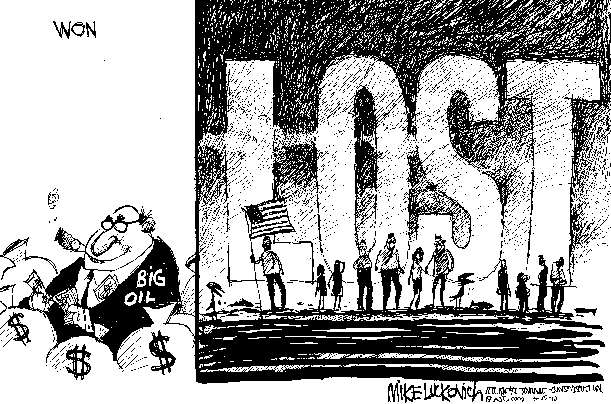 WON
LOST
BIG
OIL
$
$
$
MIKE LUCKOVICH